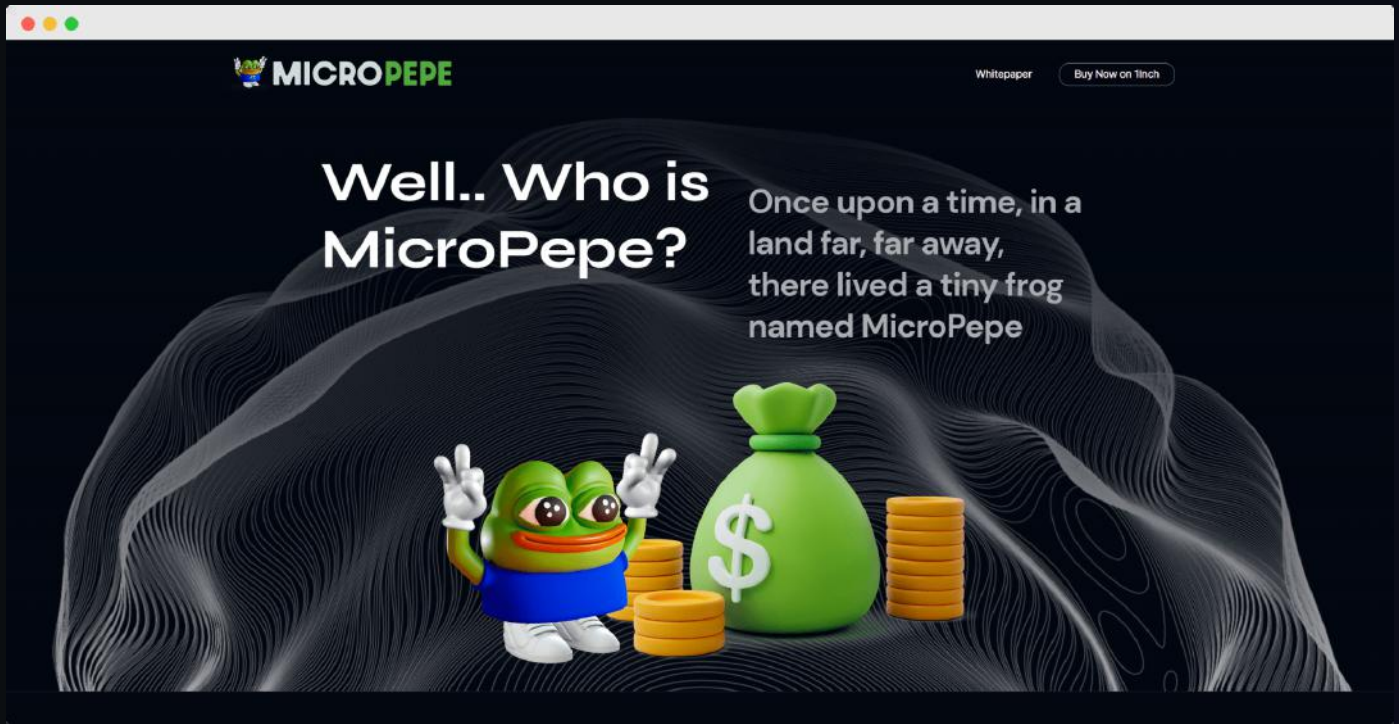 MICROPEPE
Whitepaper
Buy Now on 1inch
Well.. Who is
MicroPepe?
Once upon a time, in a
land far, far away,
there lived a tiny frog
named MicroPepe
$